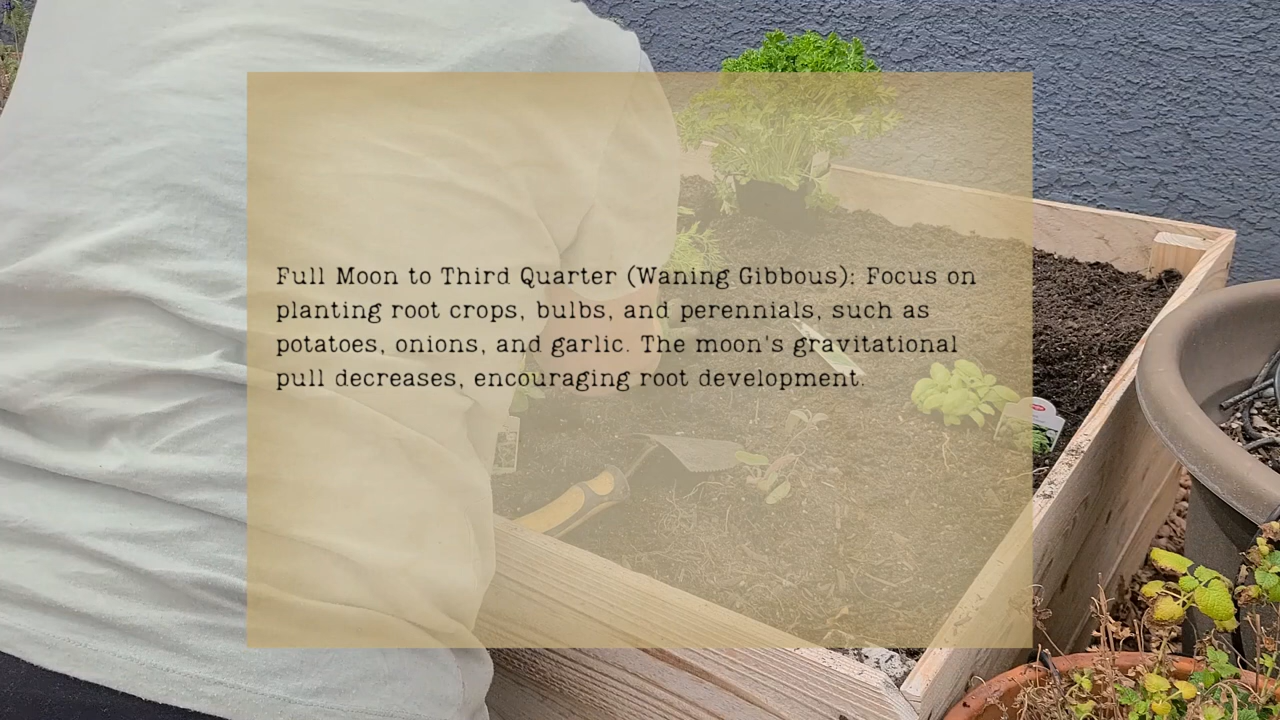 Full Moon to Third Quarter (Waning Gibbous): Focus on
planting root crops, bulbs, and perennials, such as
potatoes, onions, and garlic. The moon's gravitational
pull decreases, encouraging root development.